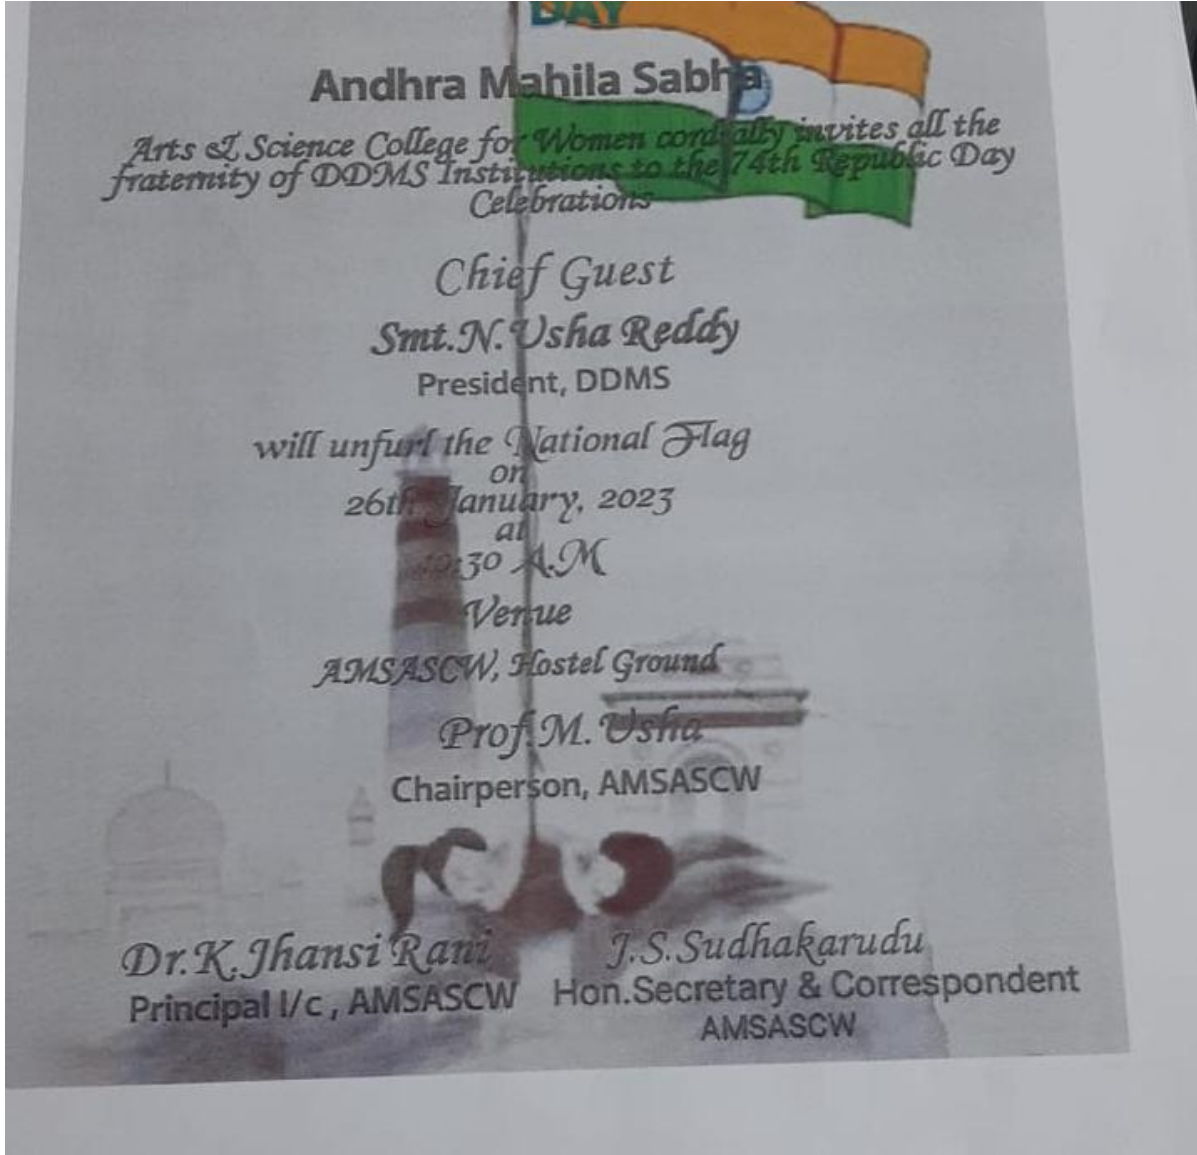 DAY
Andhra Mahila Sabha
Arts & Science College for Women cordially invites all the
fraternity of DDMS Institutions to the 74th Republic Day
Celebrations
Chief Guest
Smt.N.Usha Reddy
President, DDMS
will unfurl the National Flag
on
26th January, 2023
at
:30 A.M
Venue
AMSASCW, Hostel Ground
Prof.M. Usha
Chairperson, AMSASCW
Dr.K.Jhansi Rani J.S.Sudhakarudu
Principal I/c , AMSASCW Hon.Secretary & Correspondent
AMSASCW